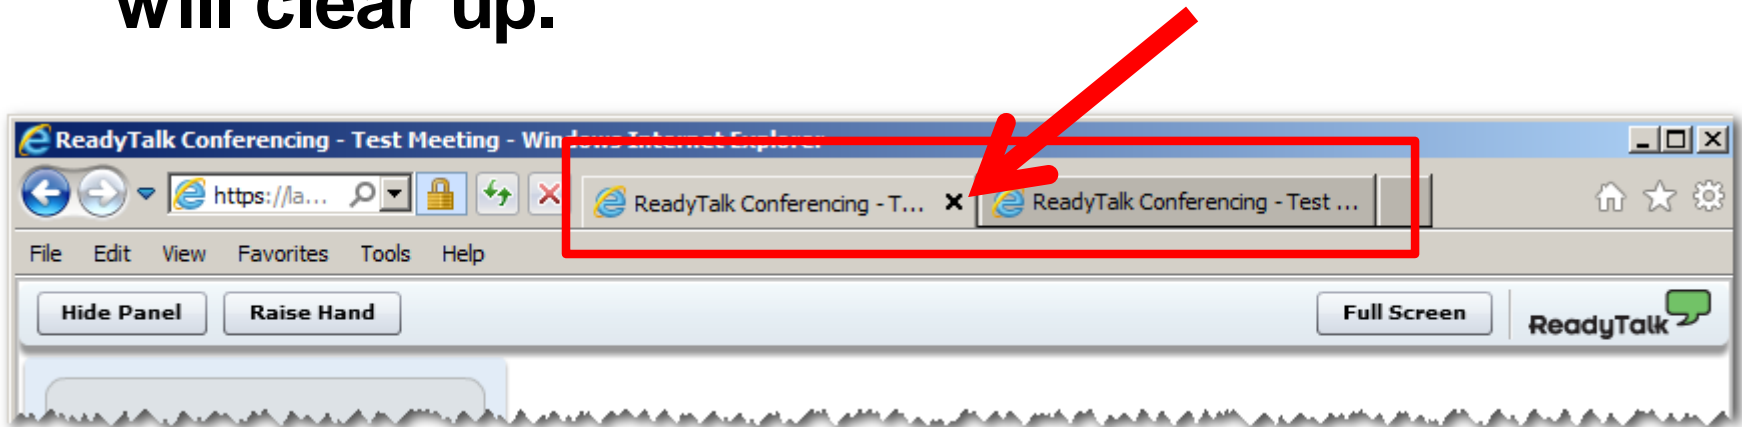 will clear up.
ReadyTalk Conferencing - Test Meeting - Windows Internet Explorer
https://la...
ReadyTalk Conferencing - T...
ReadyTalk Conferencing - Test ...
File Edit View Favorites Tools Help
Hide Panel Raise Hand Full Screen ReadyTalk